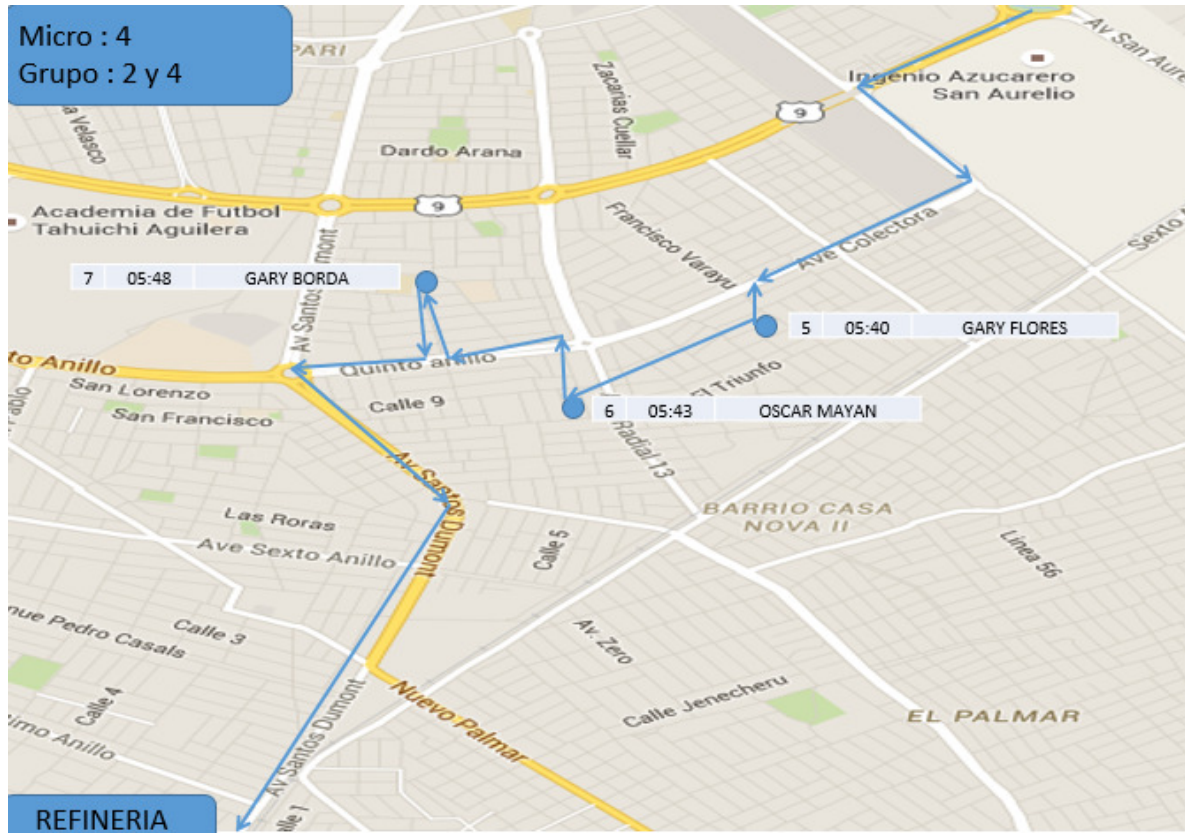 Micro : 4
Grupo : 2 y 4
PARI
Av San Aure
Ingenio Azucarero
San Aurelio
Zacarias Cuellar
a Velasco
9
Dardo Arana
Academia de Futbol
Tahuichi Aguilera
9
Francisco Varayu
Ave Colectora
Sexto A
7 05:48 GARY BORDA
Av Santos Dumont
5 05:40 GARY FLORES
to Anillo
Quinto anillo
San Lorenzo
El Triunfo
Pablo
San Francisco
Calle 9
6 05:43 OSCAR MAYAN
Radial 13
Av Santos Dumont
BARRIO CASA
NOVA II
Las Roras
Ave Sexto Anillo
Calle 5
Linea 56
nue Pedro Casals
Calle 3
Av. Zero
Calle 4
Nuevo Palmar
Calle Jenecheru
EL PALMAR
timo Anillo
Av Santos Dumont
REFINERIA
alle 1